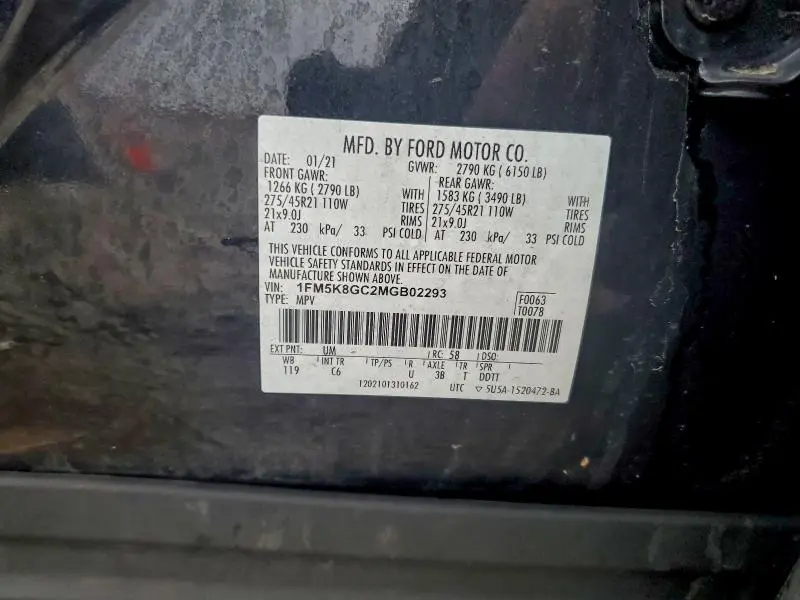 MFD. BY FORD MOTOR CO.
DATE: 01/21 GVWR: 2790 KG ( 6150 LB)
FRONT GAWR: REAR GAWR:
1266 KG ( 2790 LB) WITH 1583 KG ( 3490 LB) WITH
275/45R21 110W TIRES 275/45R21 110W TIRES
21x9.0J RIMS 21x9.0J RIMS
AT 230 kPa/ 33 PSI COLD AT 230 kPa/ 33 PSI COLD
THIS VEHICLE CONFORMS TO ALL APPLICABLE FEDERAL MOTOR
VEHICLE SAFETY STANDARDS IN EFFECT ON THE DATE OF
MANUFACTURE SHOWN ABOVE.
VIN: 1FM5K8GC2MGB02293 F0063
TYPE: MPV T0078
EXT PNT: UM RC: 58 DSO:
WB INT TR TP/PS R AXLE TR SPR
119 C6 U 3B T DDTT
1202101310162 UTC ▽ 5U5A-1520472-BA